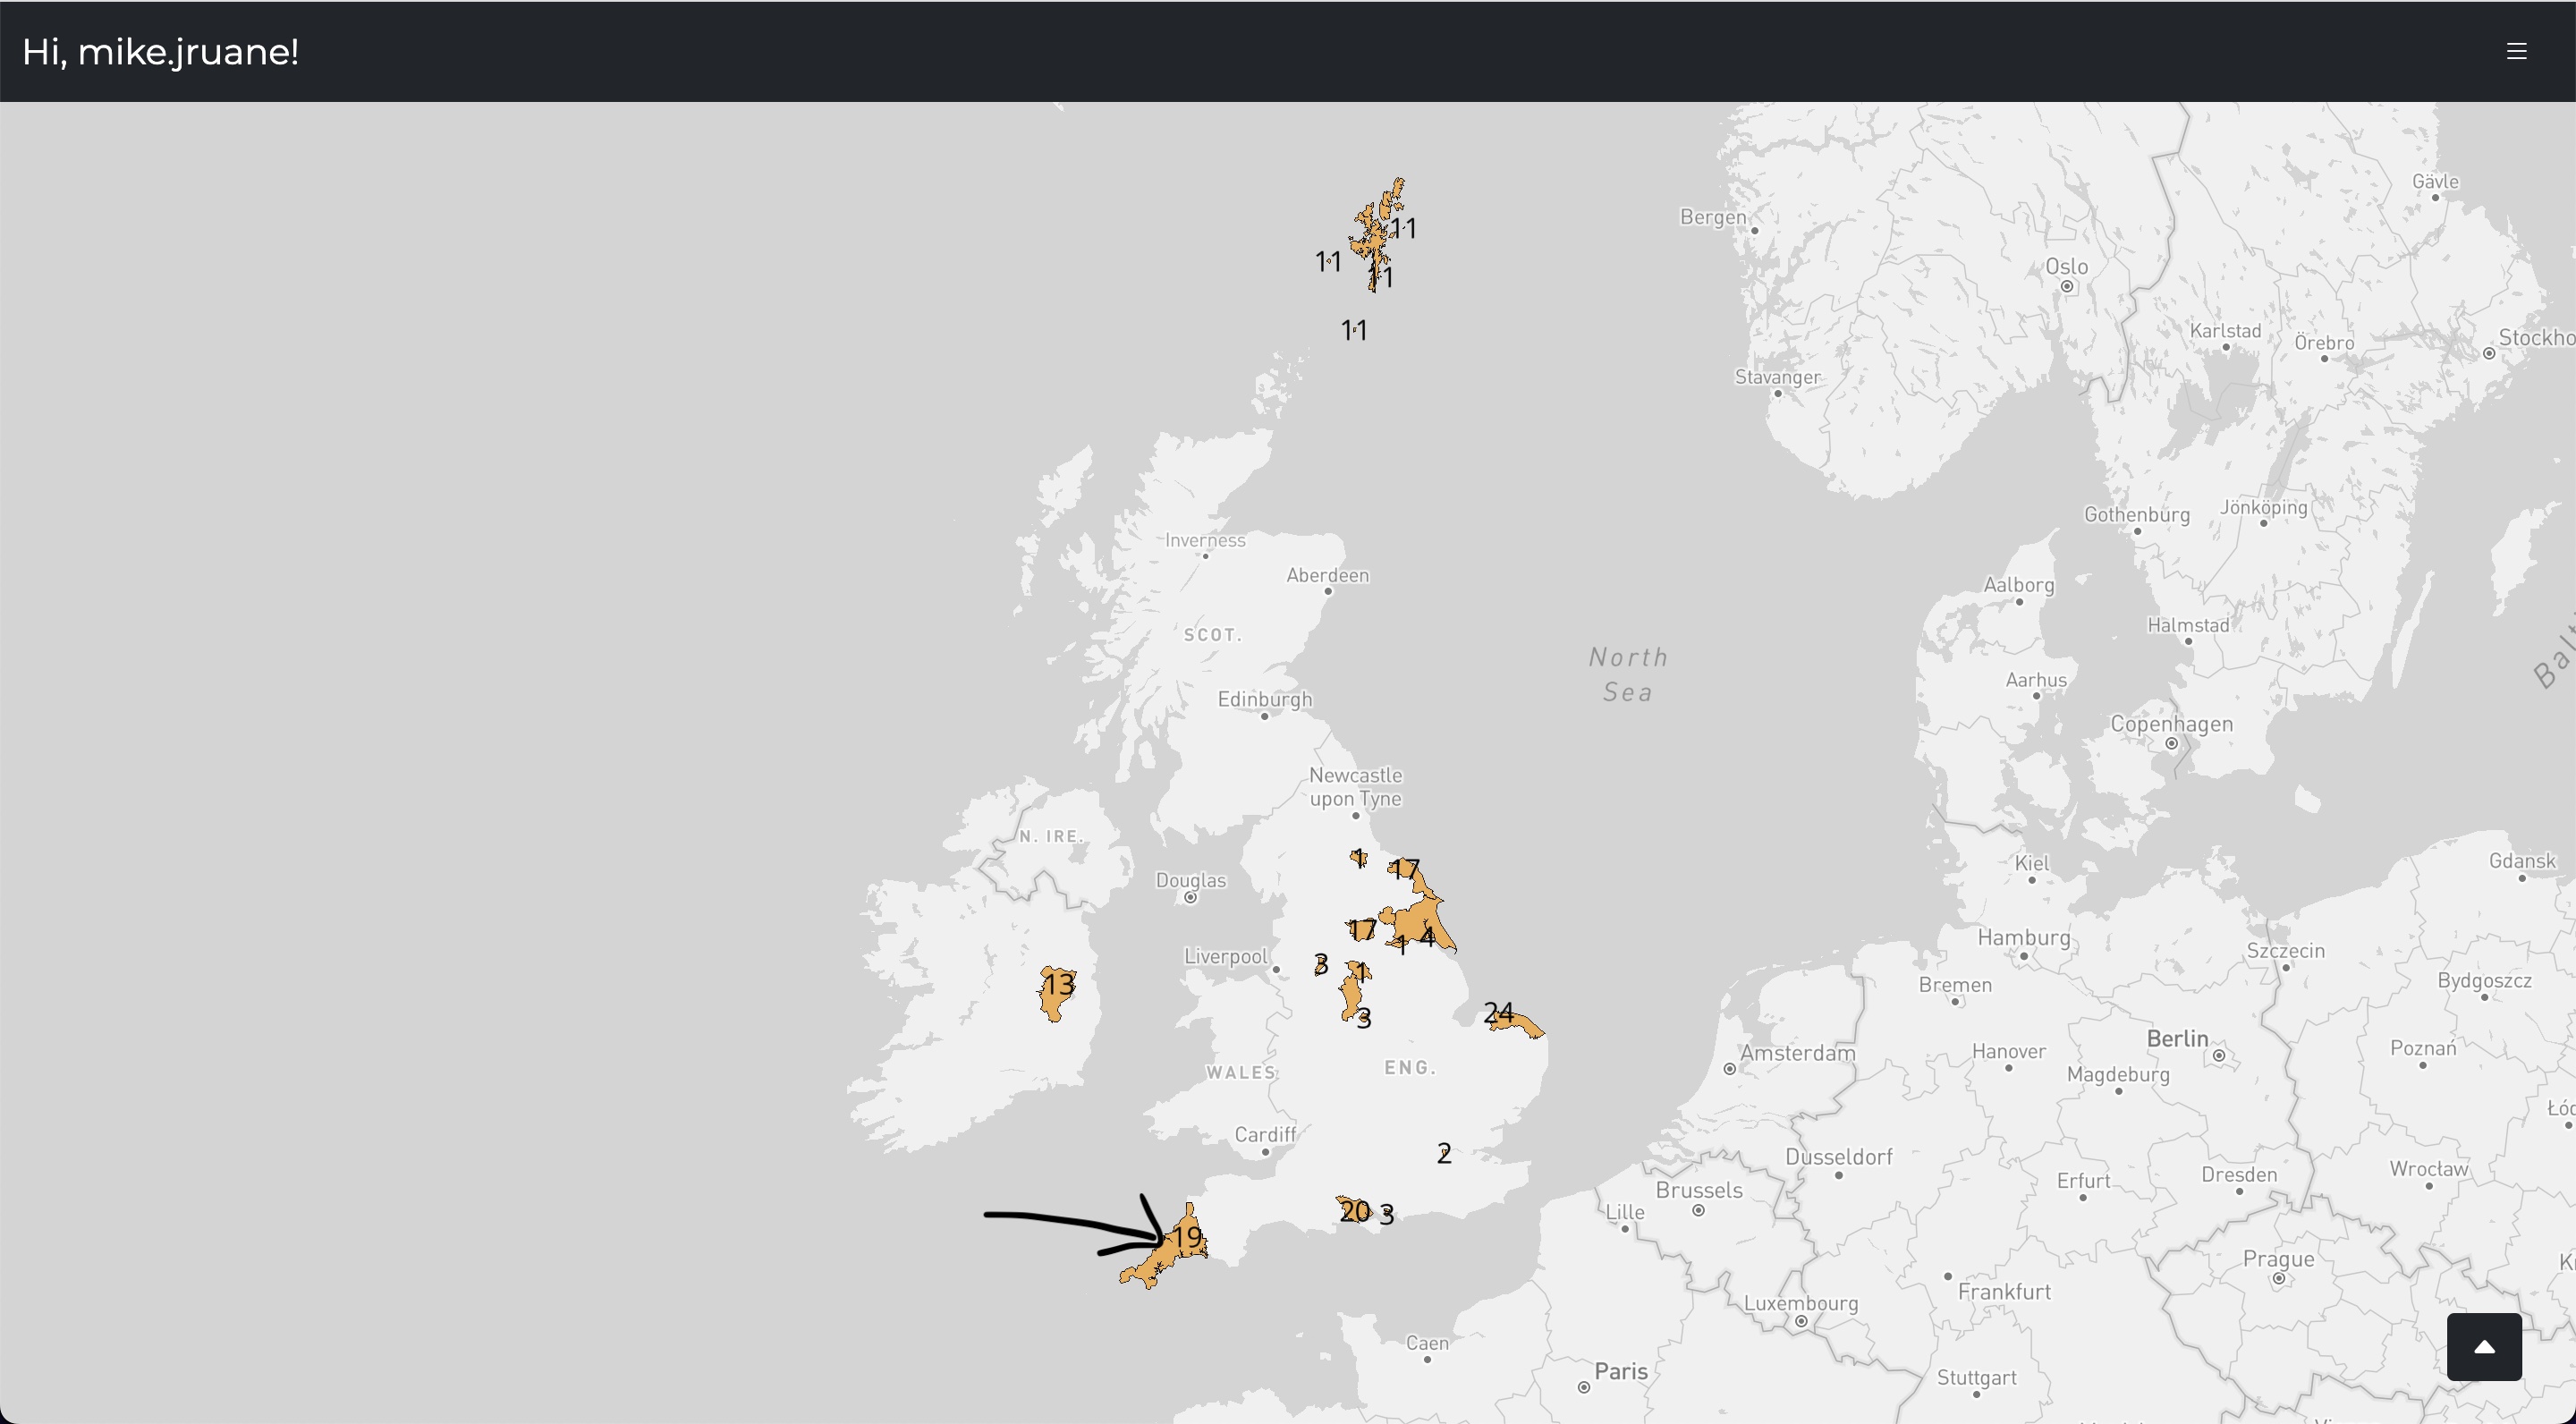 Hi, mike.jruane!
Gävle
Bergen
11
11
11
Oslo
11
Karlstad
Örebro
Stockho
Stavanger
Jönköping
Gothenburg
Inverness
Aberdeen
Aalborg
Halmstad
SCOT.
North
Sea
Balt
Edinburgh
Aarhus
Copenhagen
Newcastle
upon Tyne
N. IRE.
1
17
Kiel
Gdansk
Douglas
17
1
4
Hamburg
Szczecin
Liverpool
3
1
13
Bremen
Bydgoszcz
3
24
Amsterdam
Hanover
Berlin
Poznań
WALES
ENG.
Magdeburg
Łóc
Cardiff
2
Dusseldorf
Brussels
Erfurt
Dresden
Wrocław
Lille
20
3
19
Prague
Frankfurt
Luxembourg
Caen
Paris
Stuttgart